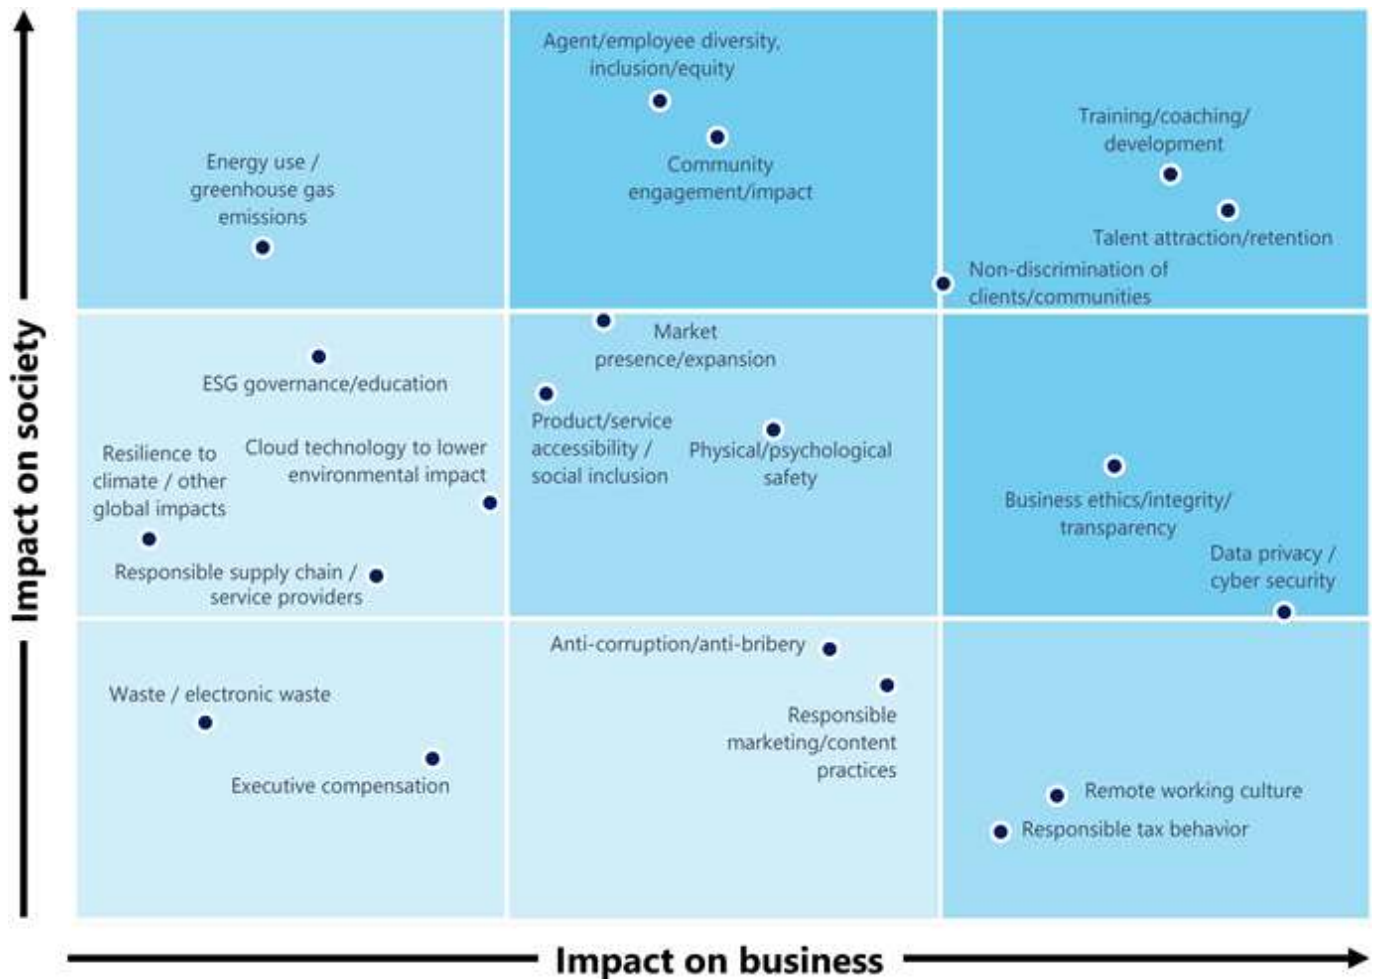 Impact on society
Agent/employee diversity,
inclusion/equity
Community
engagement/impact
Training/coaching/
development
Talent attraction/retention
Non-discrimination of
clients/communities
Energy use /
greenhouse gas
emissions
Market
presence/expansion
ESG governance/education
Product/service
accessibility /
social inclusion
Physical/psychological
safety
Cloud technology to lower
environmental impact
Resilience to
climate / other
global impacts
Responsible supply chain /
service providers
Business ethics/integrity/
transparency
Data privacy /
cyber security
Anti-corruption/anti-bribery
Responsible
marketing/content
practices
Waste / electronic waste
Executive compensation
Remote working culture
Responsible tax behavior
Impact on business